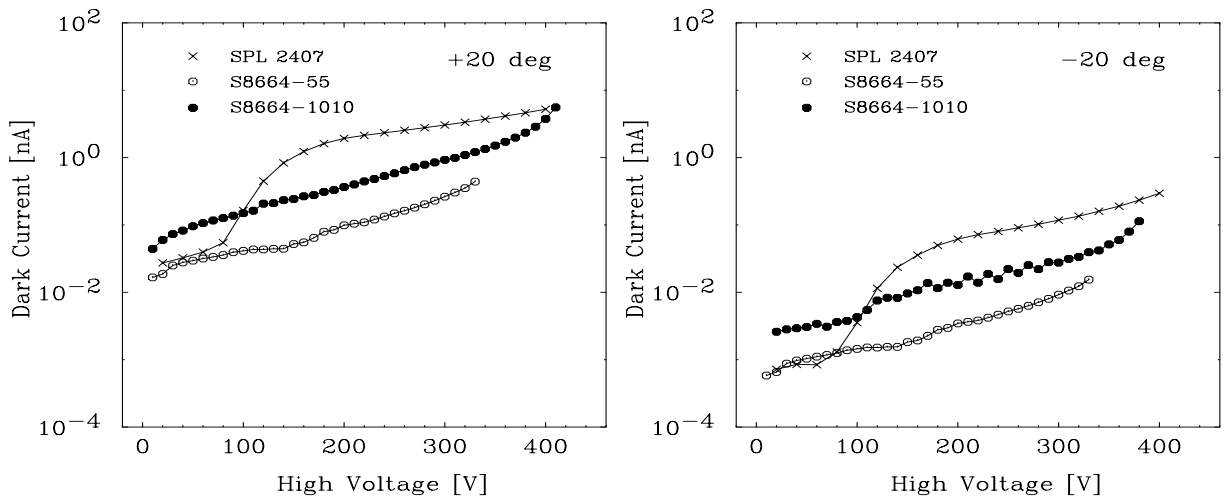 10^2
10^0
10^−2
10^−4
Dark Current [nA]
SPL 2407
S8664−55
S8664−1010
+20 deg
0 100 200 300 400
High Voltage [V]
10^2
10^0
10^−2
10^−4
Dark Current [nA]
SPL 2407
S8664−55
S8664−1010
−20 deg
0 100 200 300 400
High Voltage [V]